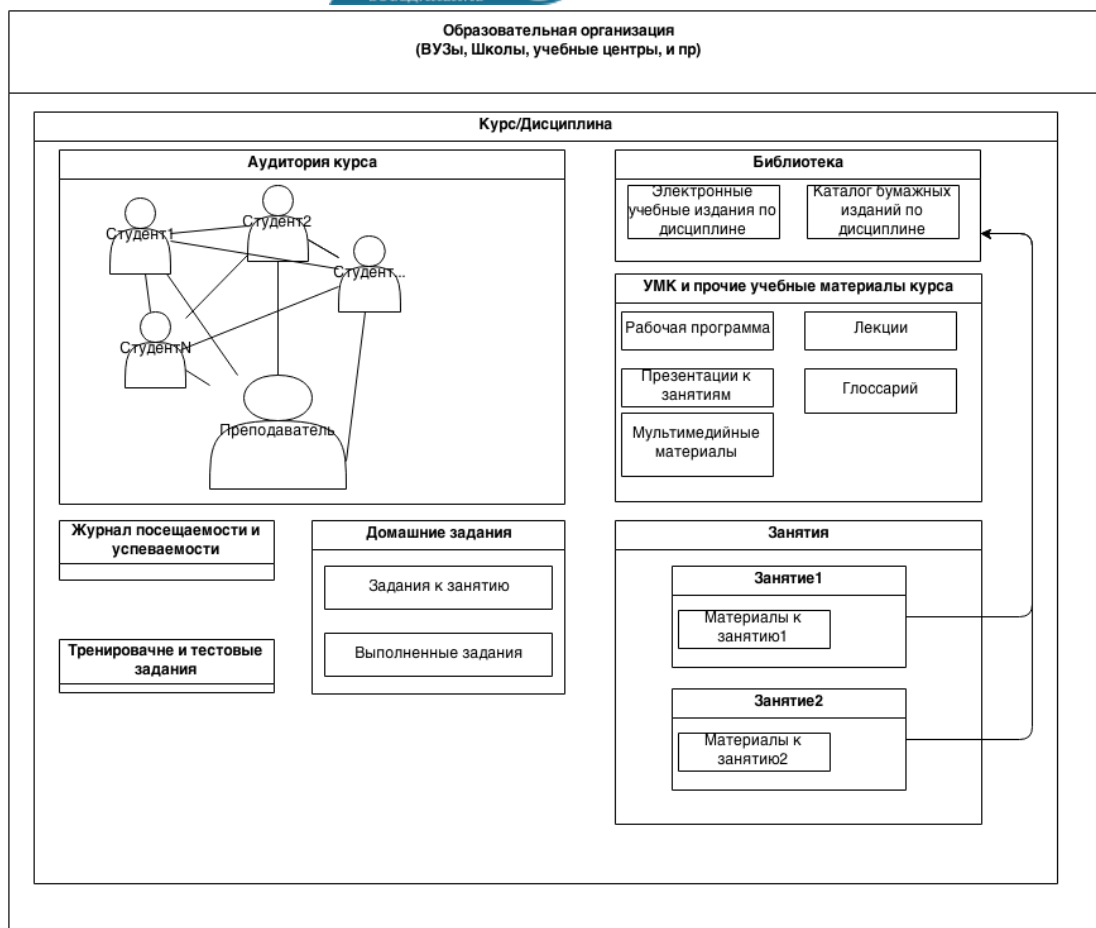 Образовательная организация
(ВУЗы, Школы, учебные центры, и пр)
Курс/Дисциплина
Аудитория курса
Студент1
Студент2
Студент...
СтудентN
Преподаватель
Библиотека
Электронные
учебные издания по
дисциплине
Каталог бумажных
изданий по
дисциплине
УМК и прочие учебные материалы курса
Рабочая программа
Лекции
Презентации к
занятиям
Глоссарий
Мультимедийные
материалы
Журнал посещаемости и
успеваемости
Тренировачне и тестовые
задания
Домашние задания
Задания к занятию
Выполненные задания
Занятия
Занятие1
Материалы к
занятию1
Занятие2
Материалы к
занятию2